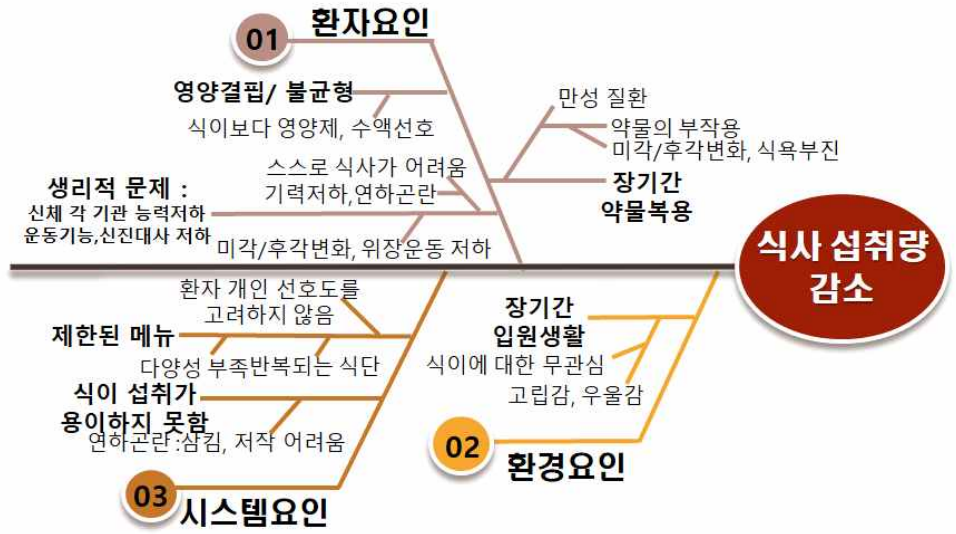 01
환자요인
영양결핍/ 불균형
식이보다 영양제, 수액선호
만성 질환
약물의 부작용
미각/후각변화, 식욕부진
장기간
약물복용
스스로 식사가 어려움
기력저하,연하곤란
생리적 문제 :
신체 각 기관 능력저하
운동기능,신진대사 저하
미각/후각변화, 위장운동 저하
식사 섭취량
감소
환자 개인 선호도를
고려하지 않음
제한된 메뉴
다양성 부족
반복되는 식단
식이 섭취가
용이하지 못함
연하곤란 :삼킴, 저작 어려움
03
시스템요인
장기간
입원생활
식이에 대한 무관심
고립감, 우울감
02
환경요인